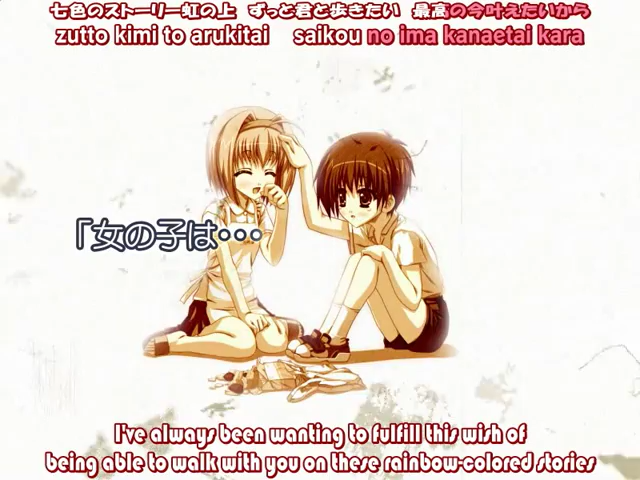 七色のストーリー虹の上 ずっと君と歩きたい 最高の今叶えたいから
zutto kimi to arukitai saikou no ima kanaetai kara
「女の子は・・・
I've always been wanting to fulfill this wish of
being able to walk with you on these rainbow-colored stories